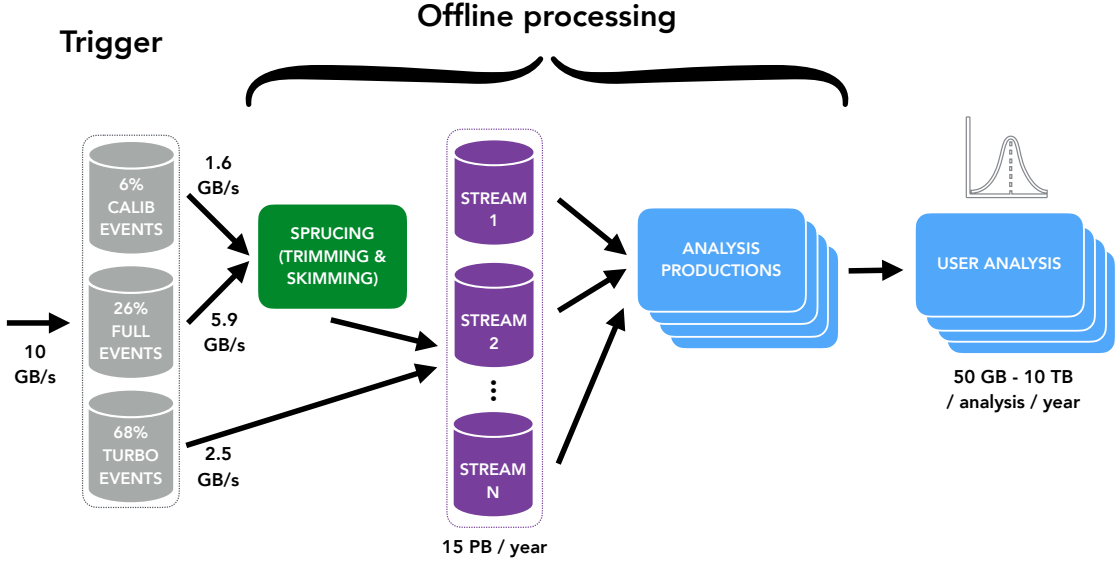 Offline processing
Trigger
6%
CALIB
EVENTS
1.6
GB/s
26%
FULL
EVENTS
5.9
GB/s
10
GB/s
68%
TURBO
EVENTS
2.5
GB/s
SPRUCING
(TRIMMING &
SKIMMING)
STREAM
1
STREAM
2
STREAM
N
15 PB / year
ANALYSIS
PRODUCTIONS
USER ANALYSIS
50 GB - 10 TB
/ analysis / year